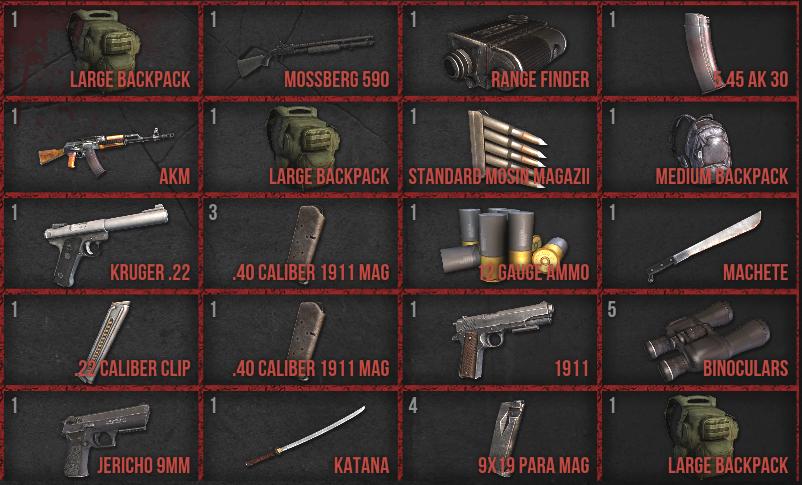 1 LARGE BACKPACK
1 MOSSBERG 590
1 RANGE FINDER
1 5.45 AK 30
1 AKM
1 LARGE BACKPACK
1 STANDARD MOSIN MAGAZII
1 MEDIUM BACKPACK
1 KRUGER .22
3 .40 CALIBER 1911 MAG
1 12 GAUGE AMMO
1 MACHETE
1 .22 CALIBER CLIP
1 .40 CALIBER 1911 MAG
1 1911
5 BINOCULARS
1 JERICHO 9MM
1 KATANA
4 9X19 PARA MAG
1 LARGE BACKPACK